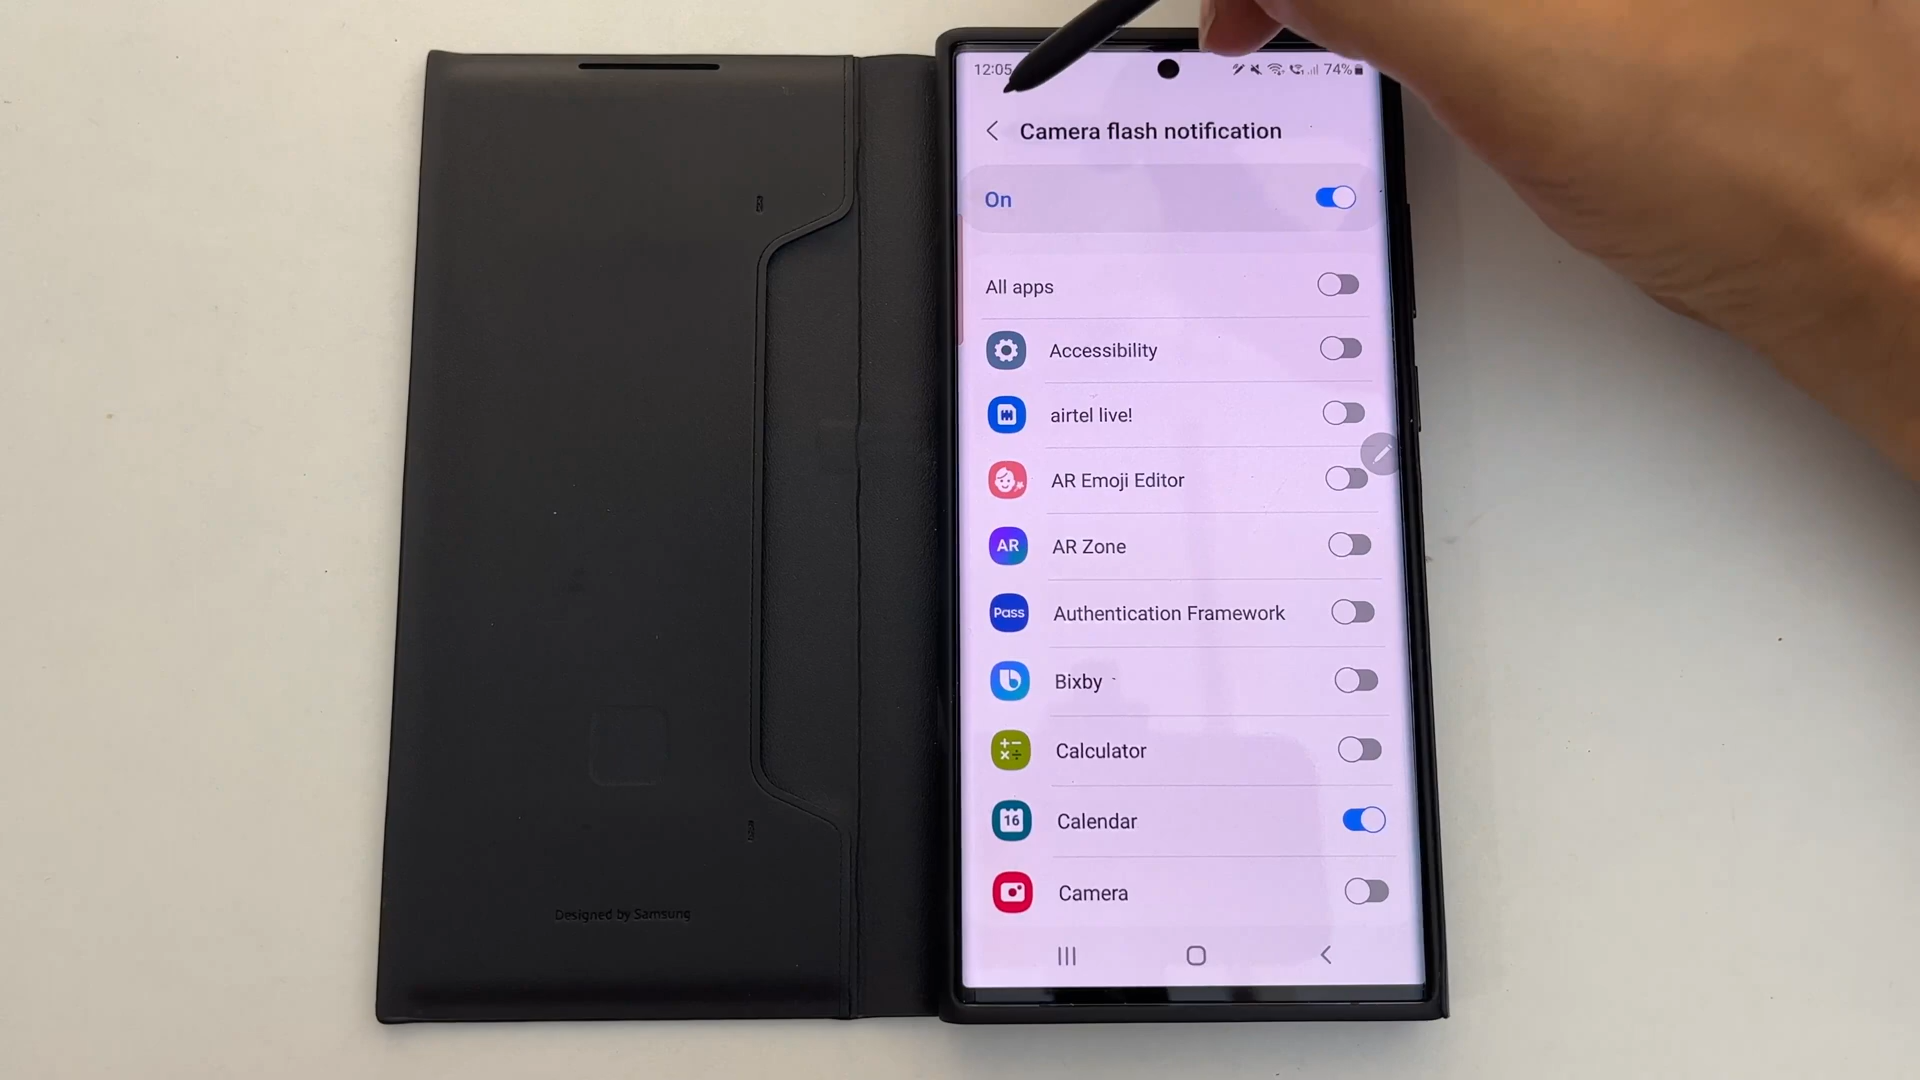 12:05
74%
Camera flash notification
On
All apps
Accessibility
airtel live!
AR Emoji Editor
AR
AR Zone
Pass
Authentication Framework
Bixby
Calculator
16
Calendar
Camera
Designed by Samsung